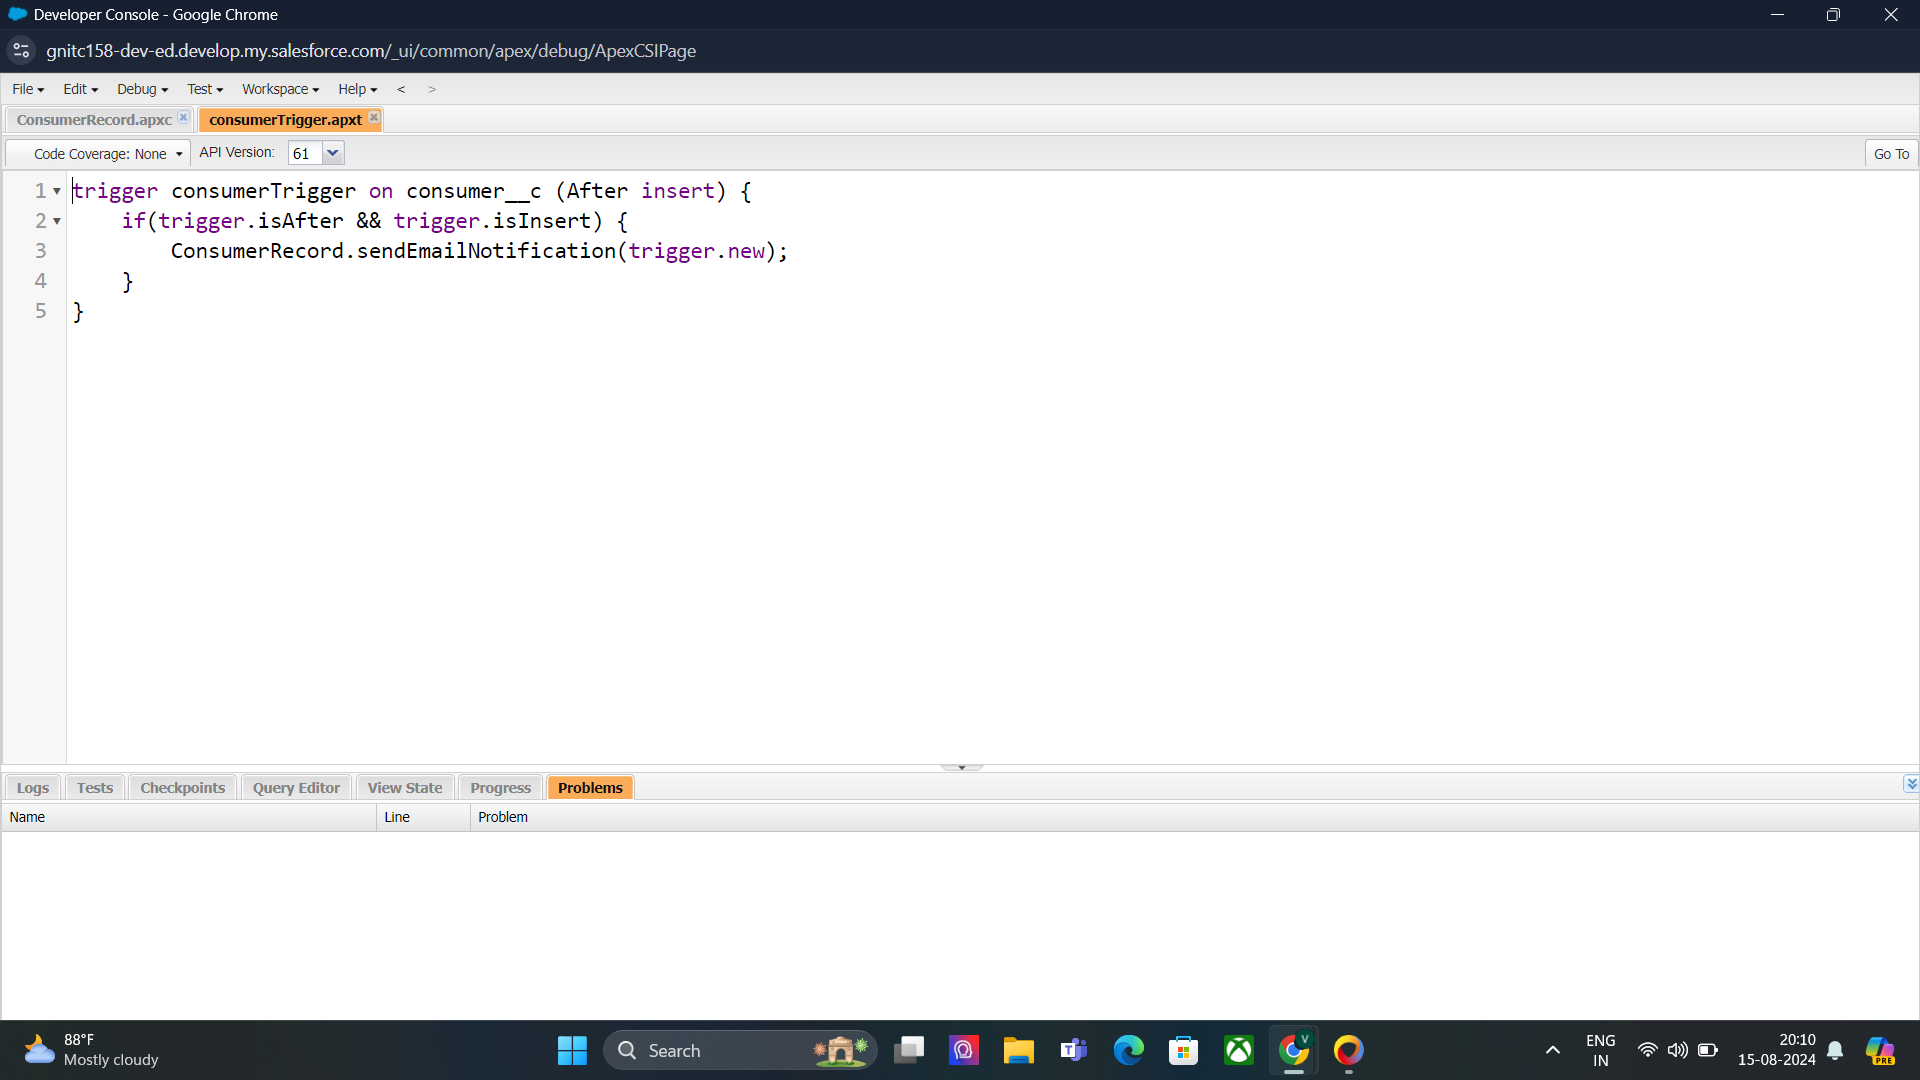 Developer Console - Google Chrome
gnitc158-dev-ed.develop.my.salesforce.com/_ui/common/apex/debug/ApexCSIPage
File Edit Debug Test Workspace Help < >
ConsumerRecord.apxc consumerTrigger.apxt
Code Coverage: None API Version: 61 Go To
1 trigger consumerTrigger on consumer__c (After insert) {
2 if(trigger.isAfter && trigger.isInsert) {
3 ConsumerRecord.sendEmailNotification(trigger.new);
4 }
5 }
Logs Tests Checkpoints Query Editor View State Progress Problems
Name Line Problem
88°F
Mostly cloudy
Search
ENG
IN
20:10
15-08-2024
PRE